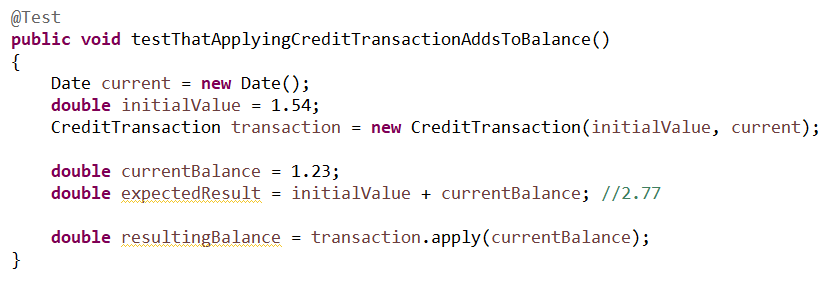 @Test
public void testThatApplyingCreditTransactionAddsToBalance()
{
    Date current = new Date();
    double initialValue = 1.54;
    CreditTransaction transaction = new CreditTransaction(initialValue, current);

    double currentBalance = 1.23;
    double expectedResult = initialValue + currentBalance; //2.77

    double resultingBalance = transaction.apply(currentBalance);
}